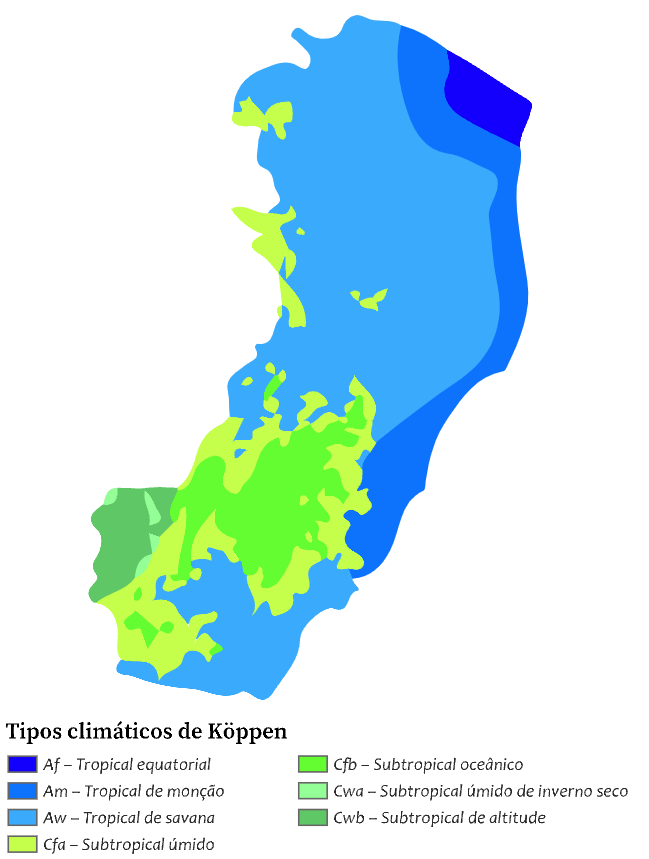 Tipos climáticos de Köppen
Af – Tropical equatorial
Am – Tropical de monção
Aw – Tropical de savana
Cfa – Subtropical úmido
Cfb – Subtropical oceânico
Cwa – Subtropical úmido de inverno seco
Cwb – Subtropical de altitude